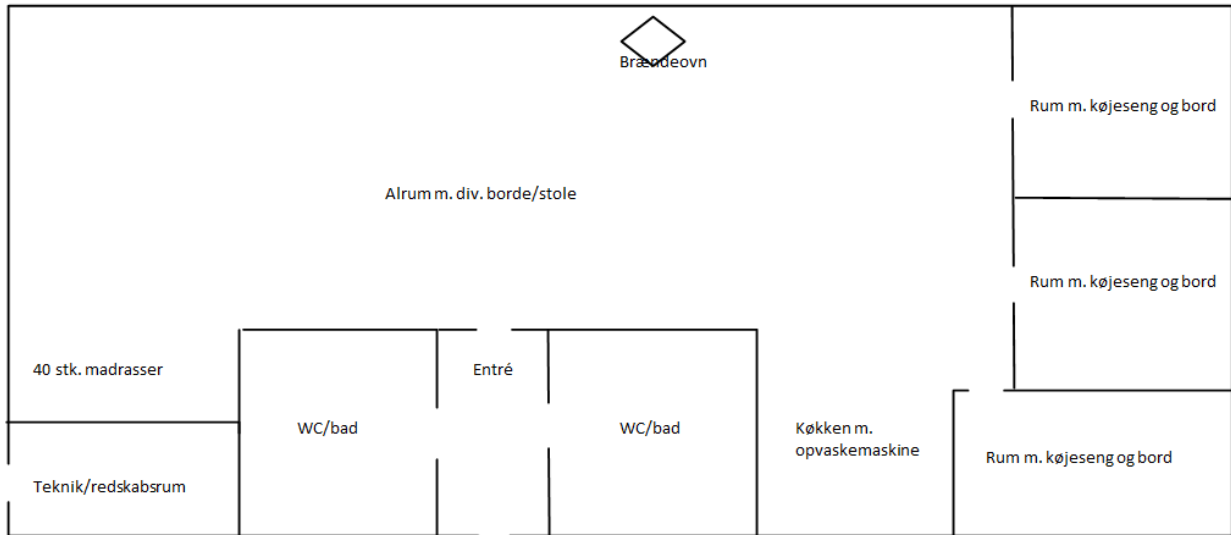 Brændeovn
Rum m. køjeseng og bord
Alrum m. div. borde/stole
Rum m. køjeseng og bord
40 stk. madrasser
Entré
WC/bad
WC/bad
Køkken m.
opvaskemaskine
Rum m. køjeseng og bord
Teknik/redskabsrum